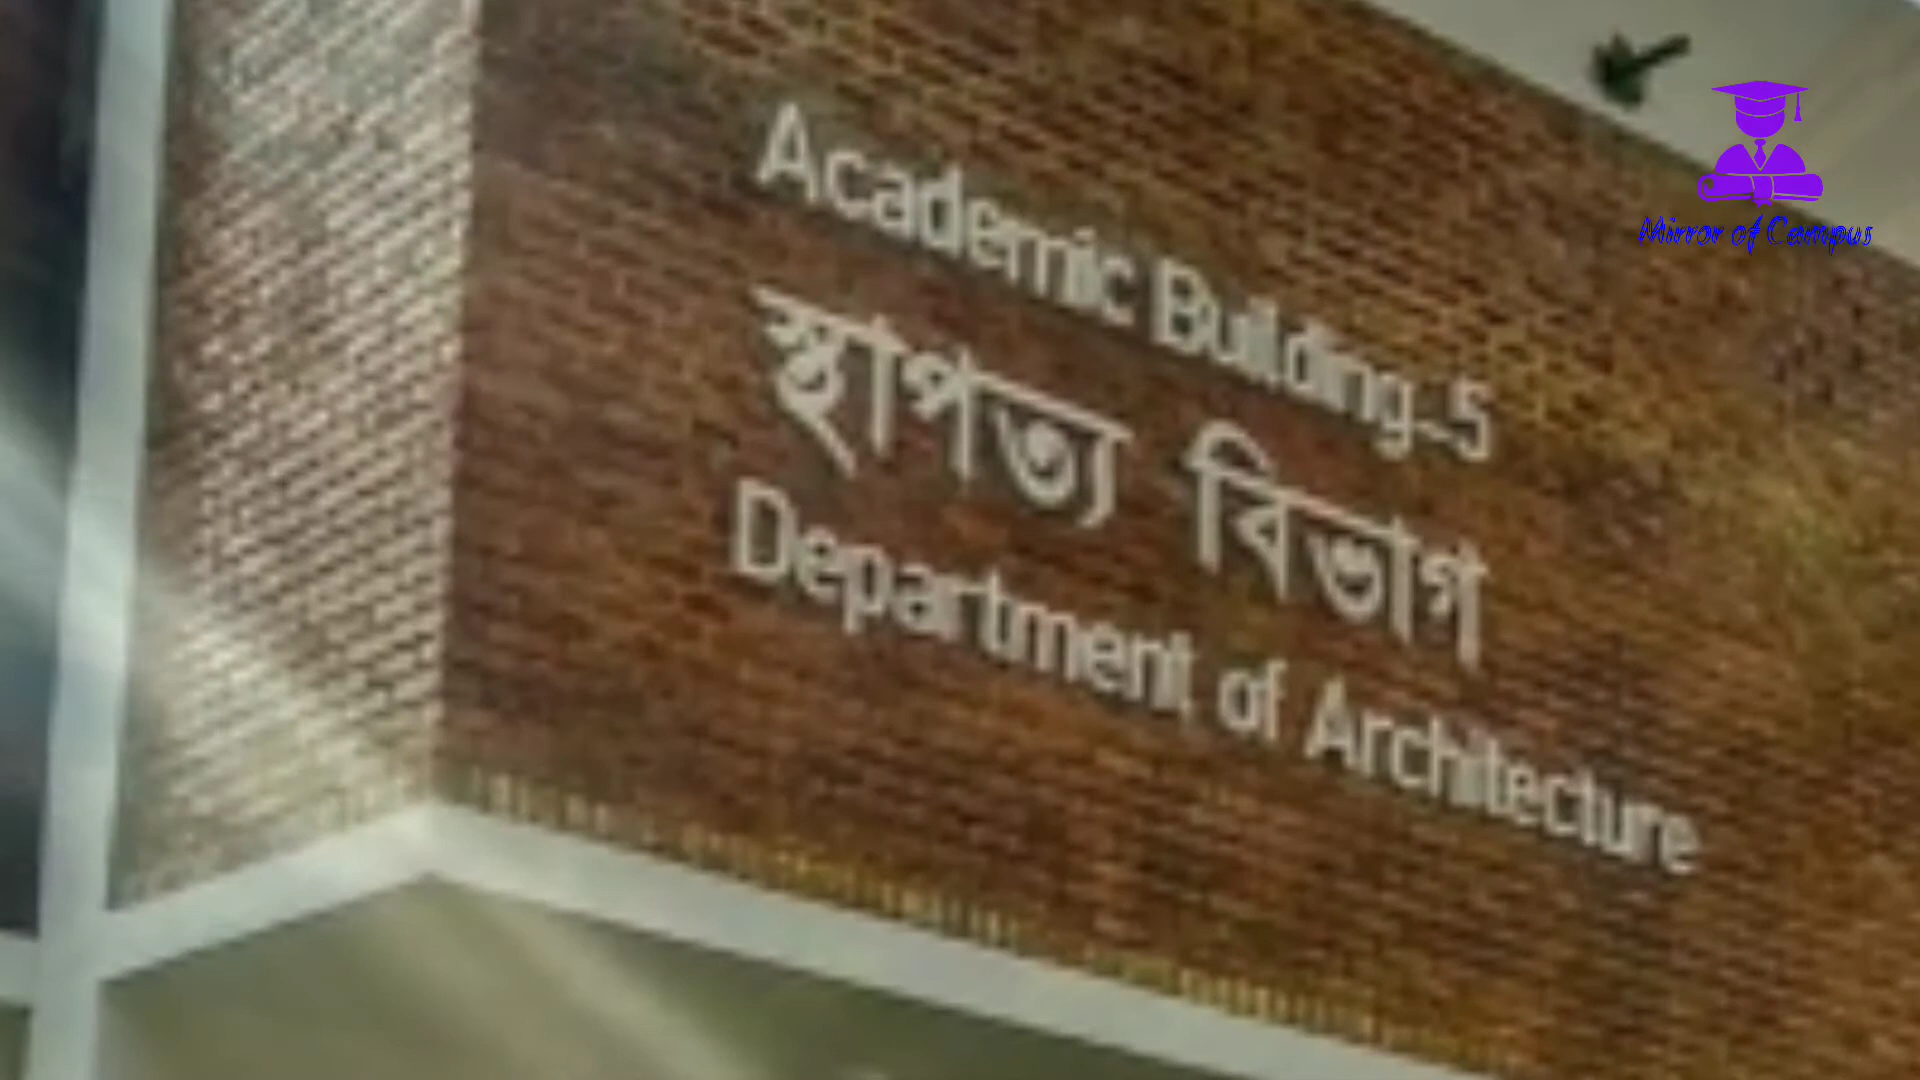 Academic Building-5
স্থাপত্য বিভাগ
Department of Architecture
Mirror of Campus